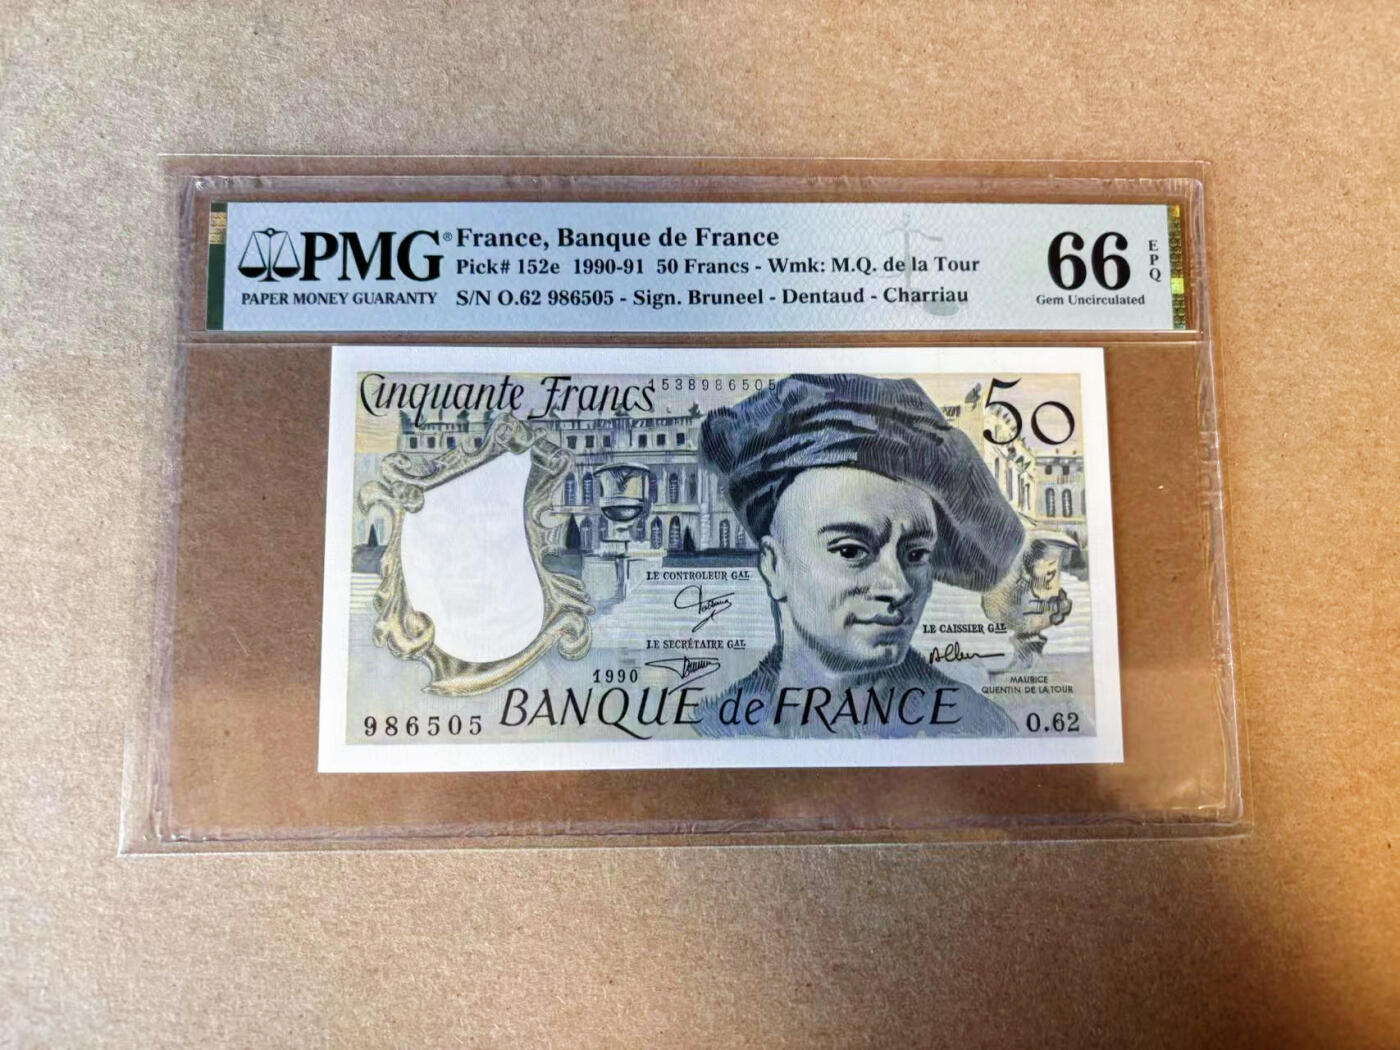 PMG®
PAPER MONEY GUARANTY
France, Banque de France
Pick# 152e 1990-91 50 Francs - Wmk: M.Q. de la Tour
S/N O.62 986505 - Sign. Bruneel - Dentaud - Charriau
66
EPQ
Gem Uncirculated
Cinquante Francs
1538986505
50
LE CONTROLEUR GAL
LE SECRÉTAIRE GAL
LE CAISSIER GAL
MAURICE
QUENTIN DE LA TOUR
1990
BANQUE de FRANCE
986505
O.62